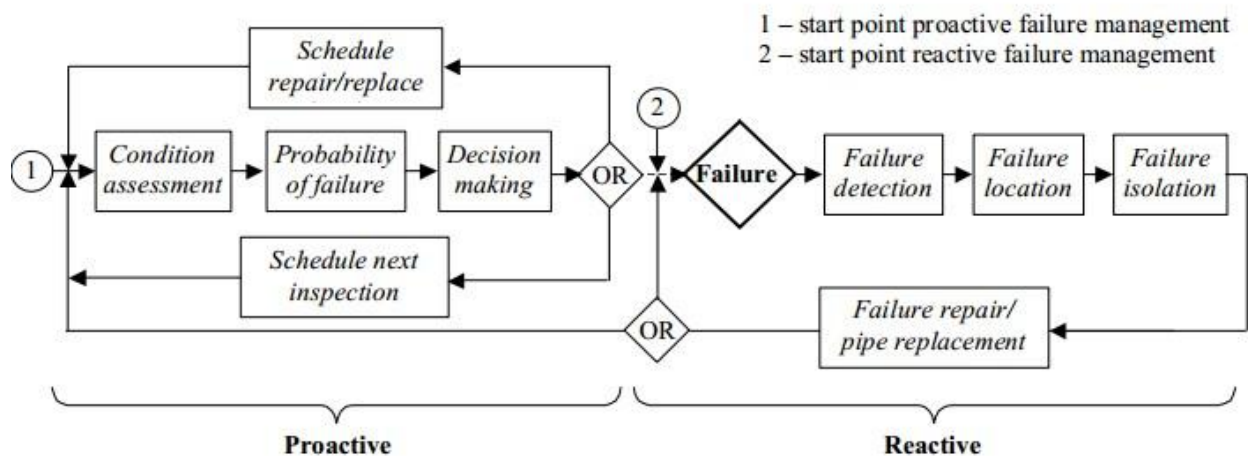 1 – start point proactive failure management
2 – start point reactive failure management
Schedule
repair/replace
2
1
Condition
assessment
Probability
of failure
Decision
making
OR
Failure
Failure
detection
Failure
location
Failure
isolation
Schedule next
inspection
OR
Failure repair/
pipe replacement
Proactive
Reactive